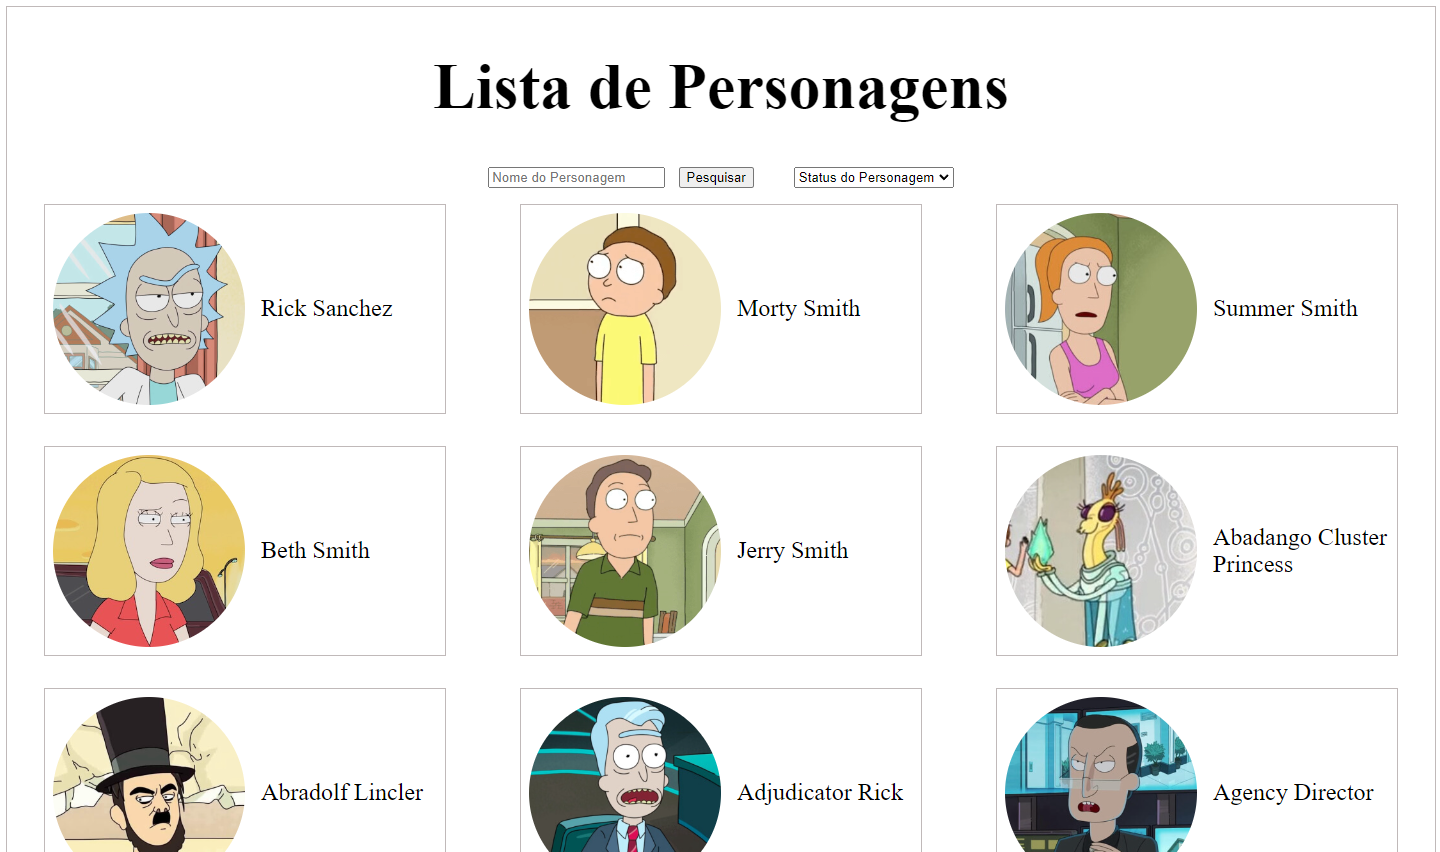 Lista de Personagens
Nome do Personagem Pesquisar Status do Personagem
Rick Sanchez
Morty Smith
Summer Smith
Beth Smith
Jerry Smith
Abadango Cluster
Princess
Abradolf Lincler
Adjudicator Rick
Agency Director